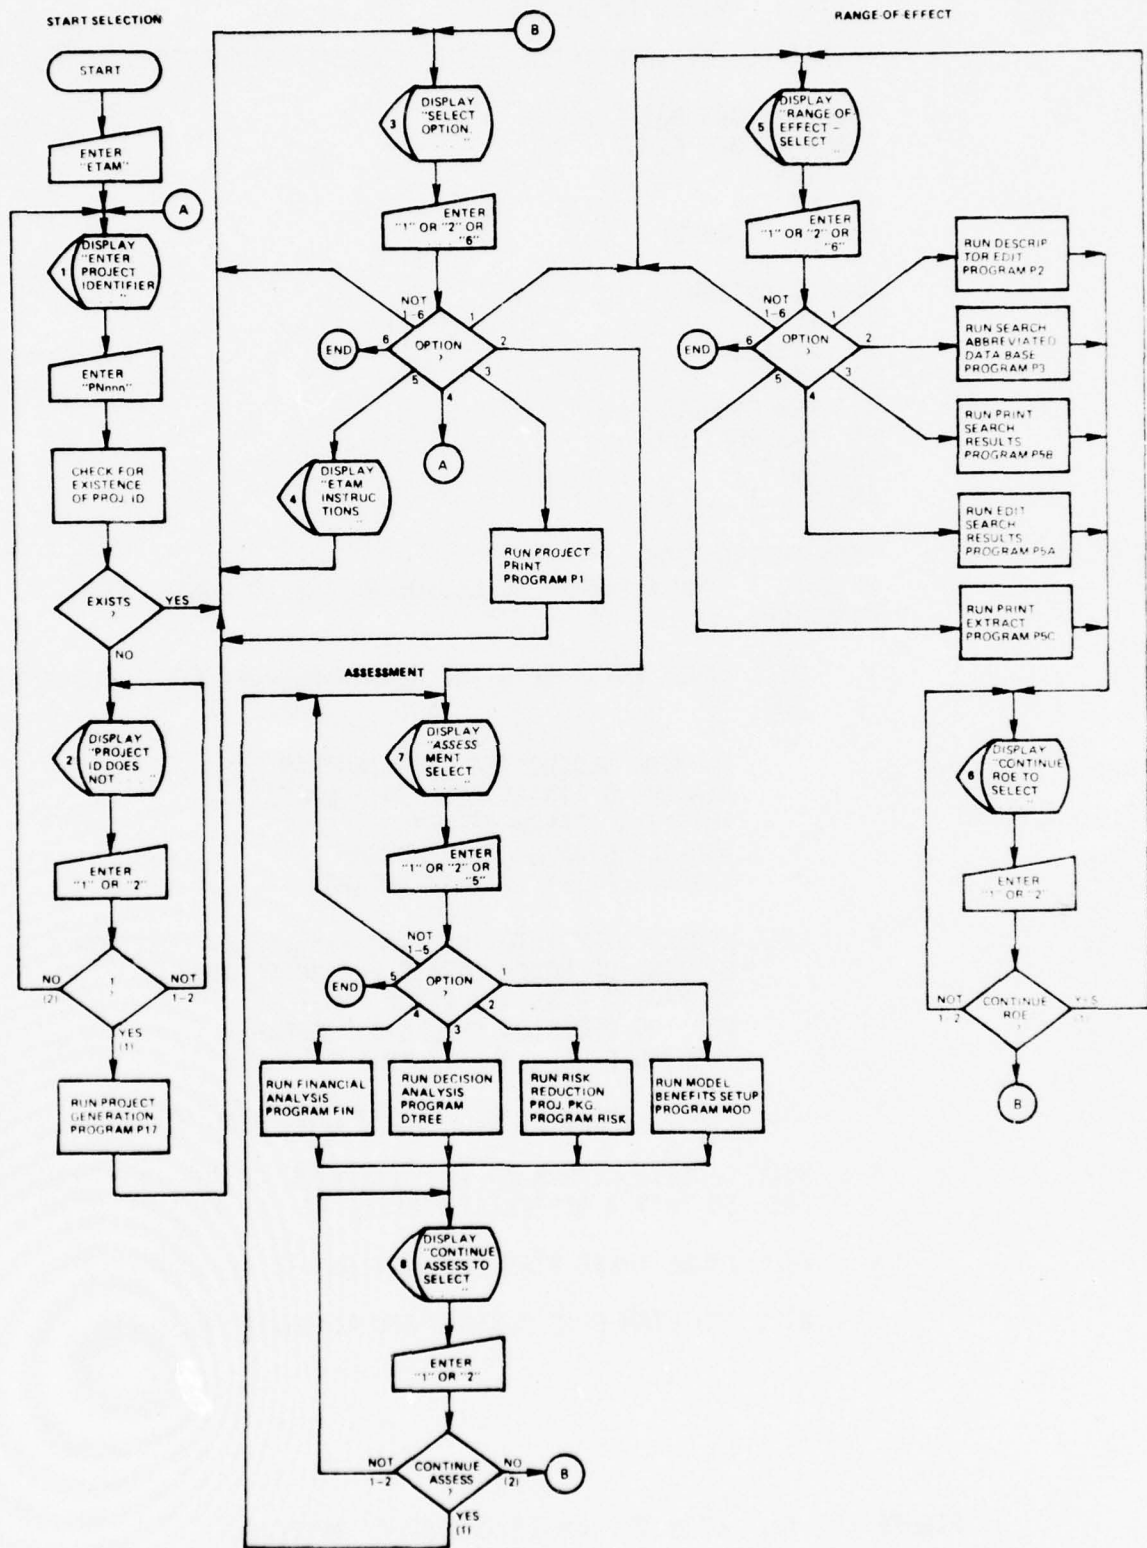 START SELECTION
START
ENTER
"ETAM"
A
1
DISPLAY
"ENTER
PROJECT
IDENTIFIER
"
ENTER
"PNnnn"
CHECK FOR
EXISTENCE
OF PROJ. ID
EXISTS
?
YES
NO
2
DISPLAY
"PROJECT
ID DOES
NOT . . ."
ENTER
"1" OR "2"
1
?
NO
(2)
NOT
1-2
YES
(1)
RUN PROJECT
GENERATION
PROGRAM P17
B
3
DISPLAY
"SELECT
OPTION.
. . ."
ENTER
"1" OR "2" OR
"6"
NOT
1-6
OPTION
?
1
2
3
4
5
6
END
A
4
DISPLAY
"ETAM
INSTRUC
TIONS
"
RUN PROJECT
PRINT
PROGRAM P1
ASSESSMENT
7
DISPLAY
"ASSESS
MENT
SELECT
. . ."
ENTER
"1" OR "2" OR
"5"
NOT
1-5
OPTION
?
1
2
3
4
5
END
RUN FINANCIAL
ANALYSIS
PROGRAM FIN
RUN DECISION
ANALYSIS
PROGRAM
DTREE
RUN RISK
REDUCTION
PROJ. PKG.
PROGRAM RISK
RUN MODEL
BENEFITS SETUP
PROGRAM MOD
8
DISPLAY
"CONTINUE
ASSESS TO
SELECT
"
ENTER
"1" OR "2"
CONTINUE
ASSESS
?
NOT
1-2
NO
(2)
B
YES
(1)
RANGE-OF-EFFECT
5
DISPLAY
"RANGE OF-
EFFECT -
SELECT
. . ."
ENTER
"1" OR "2" OR
"6"
NOT
1-6
OPTION
?
1
2
3
4
5
6
END
RUN DESCRIP
TOR EDIT
PROGRAM P2
RUN SEARCH
ABBREVIATED
DATA BASE
PROGRAM P3
RUN PRINT
SEARCH
RESULTS
PROGRAM P5B
RUN EDIT
SEARCH
RESULTS
PROGRAM P5A
RUN PRINT
EXTRACT
PROGRAM P5C
6
DISPLAY
"CONTINUE
ROE TO
SELECT
"
ENTER
"1" OR "2"
CONTINUE
ROE
?
NOT
1-2
YES
B